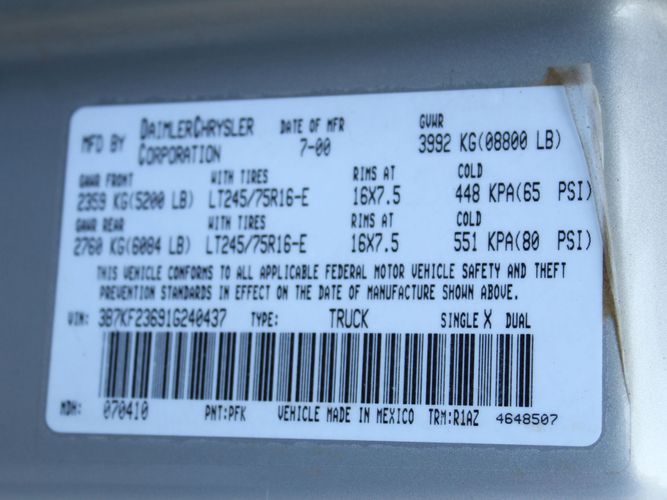 MFD BY DAIMLERCHRYSLER CORPORATION DATE OF MFR 7-00 GVWR 3992 KG(08800 LB)
GAWR FRONT WITH TIRES RIMS AT COLD
2359 KG(5200 LB) LT245/75R16-E 16X7.5 448 KPA(65 PSI)
GAWR REAR WITH TIRES RIMS AT COLD
2760 KG(6084 LB) LT245/75R16-E 16X7.5 551 KPA(80 PSI)
THIS VEHICLE CONFORMS TO ALL APPLICABLE FEDERAL MOTOR VEHICLE SAFETY AND THEFT
PREVENTION STANDARDS IN EFFECT ON THE DATE OF MANUFACTURE SHOWN ABOVE.
VIN: 3B7KF23691G240437 TYPE: TRUCK SINGLE X DUAL
MDH: 070410 PNT:PFK VEHICLE MADE IN MEXICO TRM:R1AZ 4648507